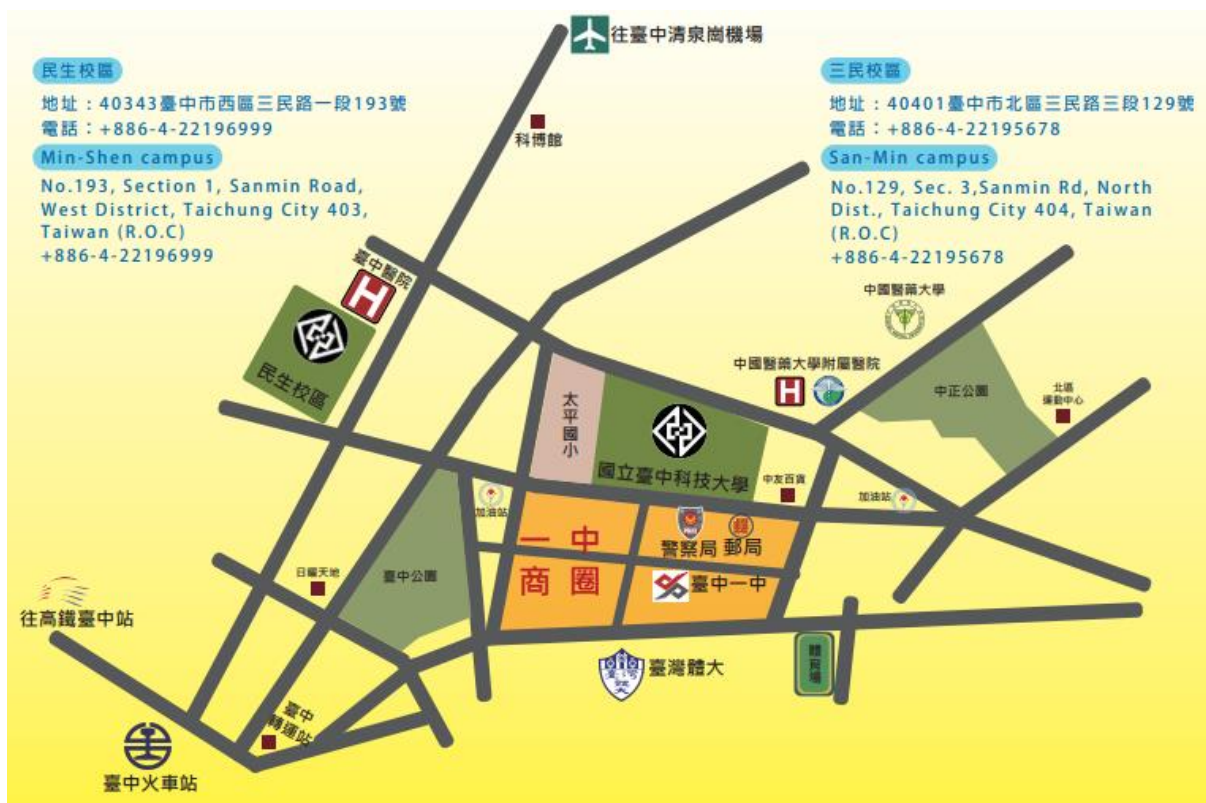 往臺中清泉崗機場
民生校區
地址：40343臺中市西區三民路一段193號
電話：+886-4-22196999
Min-Shen campus
No.193, Section 1, Sanmin Road,
West District, Taichung City 403,
Taiwan (R.O.C)
+886-4-22196999
三民校區
地址：40401臺中市北區三民路三段129號
電話：+886-4-22195678
San-Min campus
No.129, Sec. 3,Sanmin Rd, North
Dist., Taichung City 404, Taiwan
(R.O.C)
+886-4-22195678
科博館
臺中醫院
H
民生校區
中國醫藥大學
中國醫藥大學附屬醫院
H
中正公園
北區
運動中心
太平國小
國立臺中科技大學
中友百貨
加油站
加油站
一中
商圈
警察局
郵局
臺中一中
日曜天地
臺中公園
往高鐵臺中站
臺灣體大
體育場
臺中
轉運站
臺中火車站